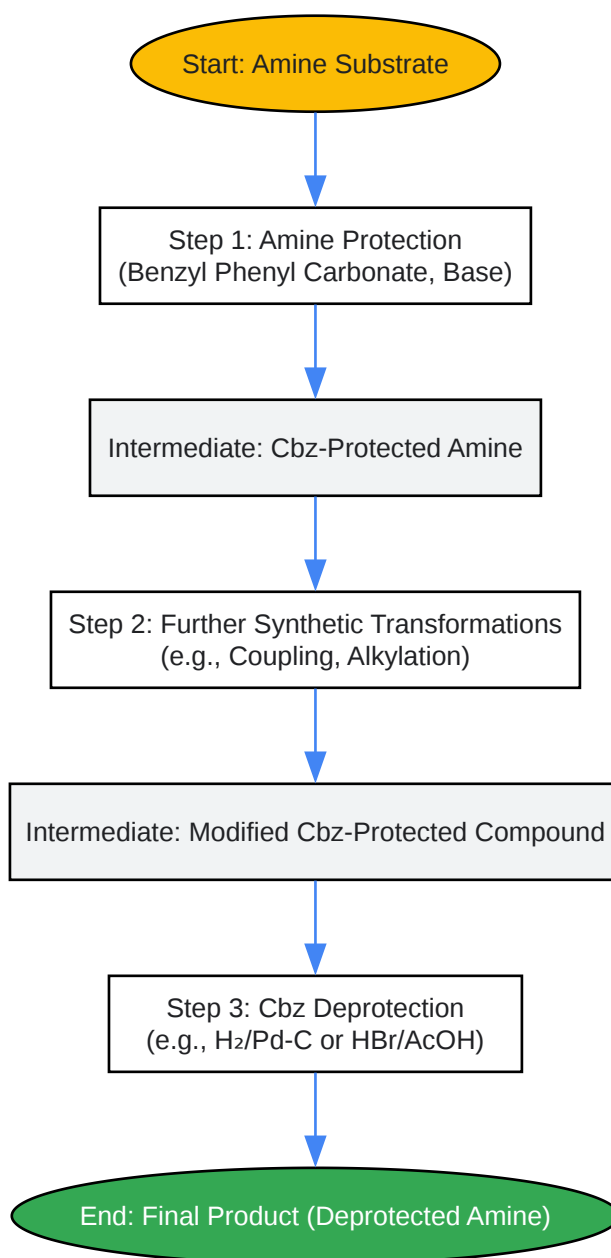 Start: Amine Substrate
Step 1: Amine Protection
(Benzyl Phenyl Carbonate, Base)
Intermediate: Cbz-Protected Amine
Step 2: Further Synthetic Transformations
(e.g., Coupling, Alkylation)
Intermediate: Modified Cbz-Protected Compound
Step 3: Cbz Deprotection
(e.g., H₂/Pd-C or HBr/AcOH)
End: Final Product (Deprotected Amine)